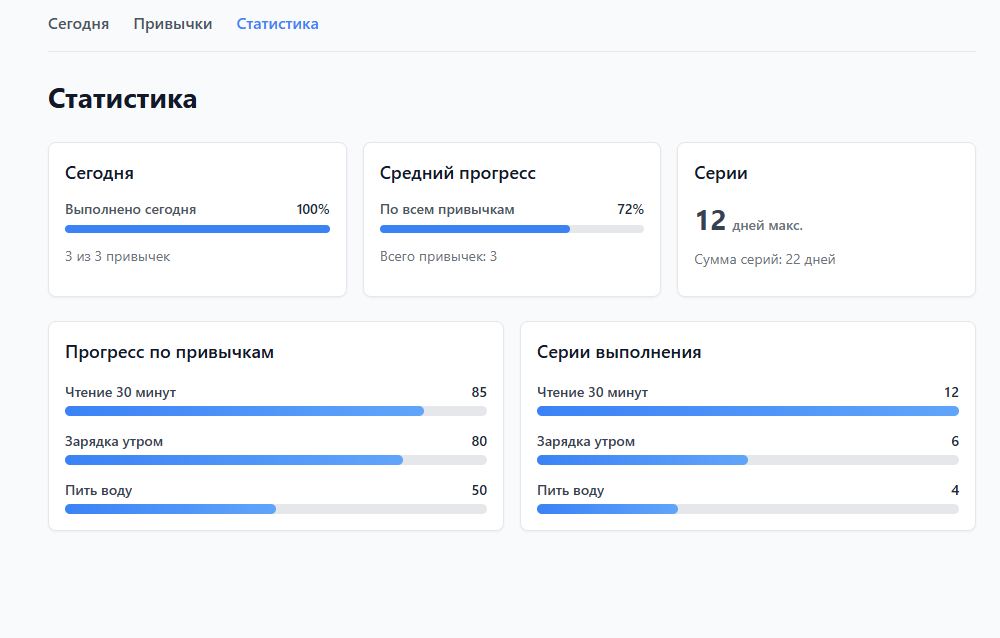 Сегодня Привычки Статистика
Статистика
Сегодня
Выполнено сегодня 100%
3 из 3 привычек
Средний прогресс
По всем привычкам 72%
Всего привычек: 3
Серии
12 дней макс.
Сумма серий: 22 дней
Прогресс по привычкам
Чтение 30 минут 85
Зарядка утром 80
Пить воду 50
Серии выполнения
Чтение 30 минут 12
Зарядка утром 6
Пить воду 4